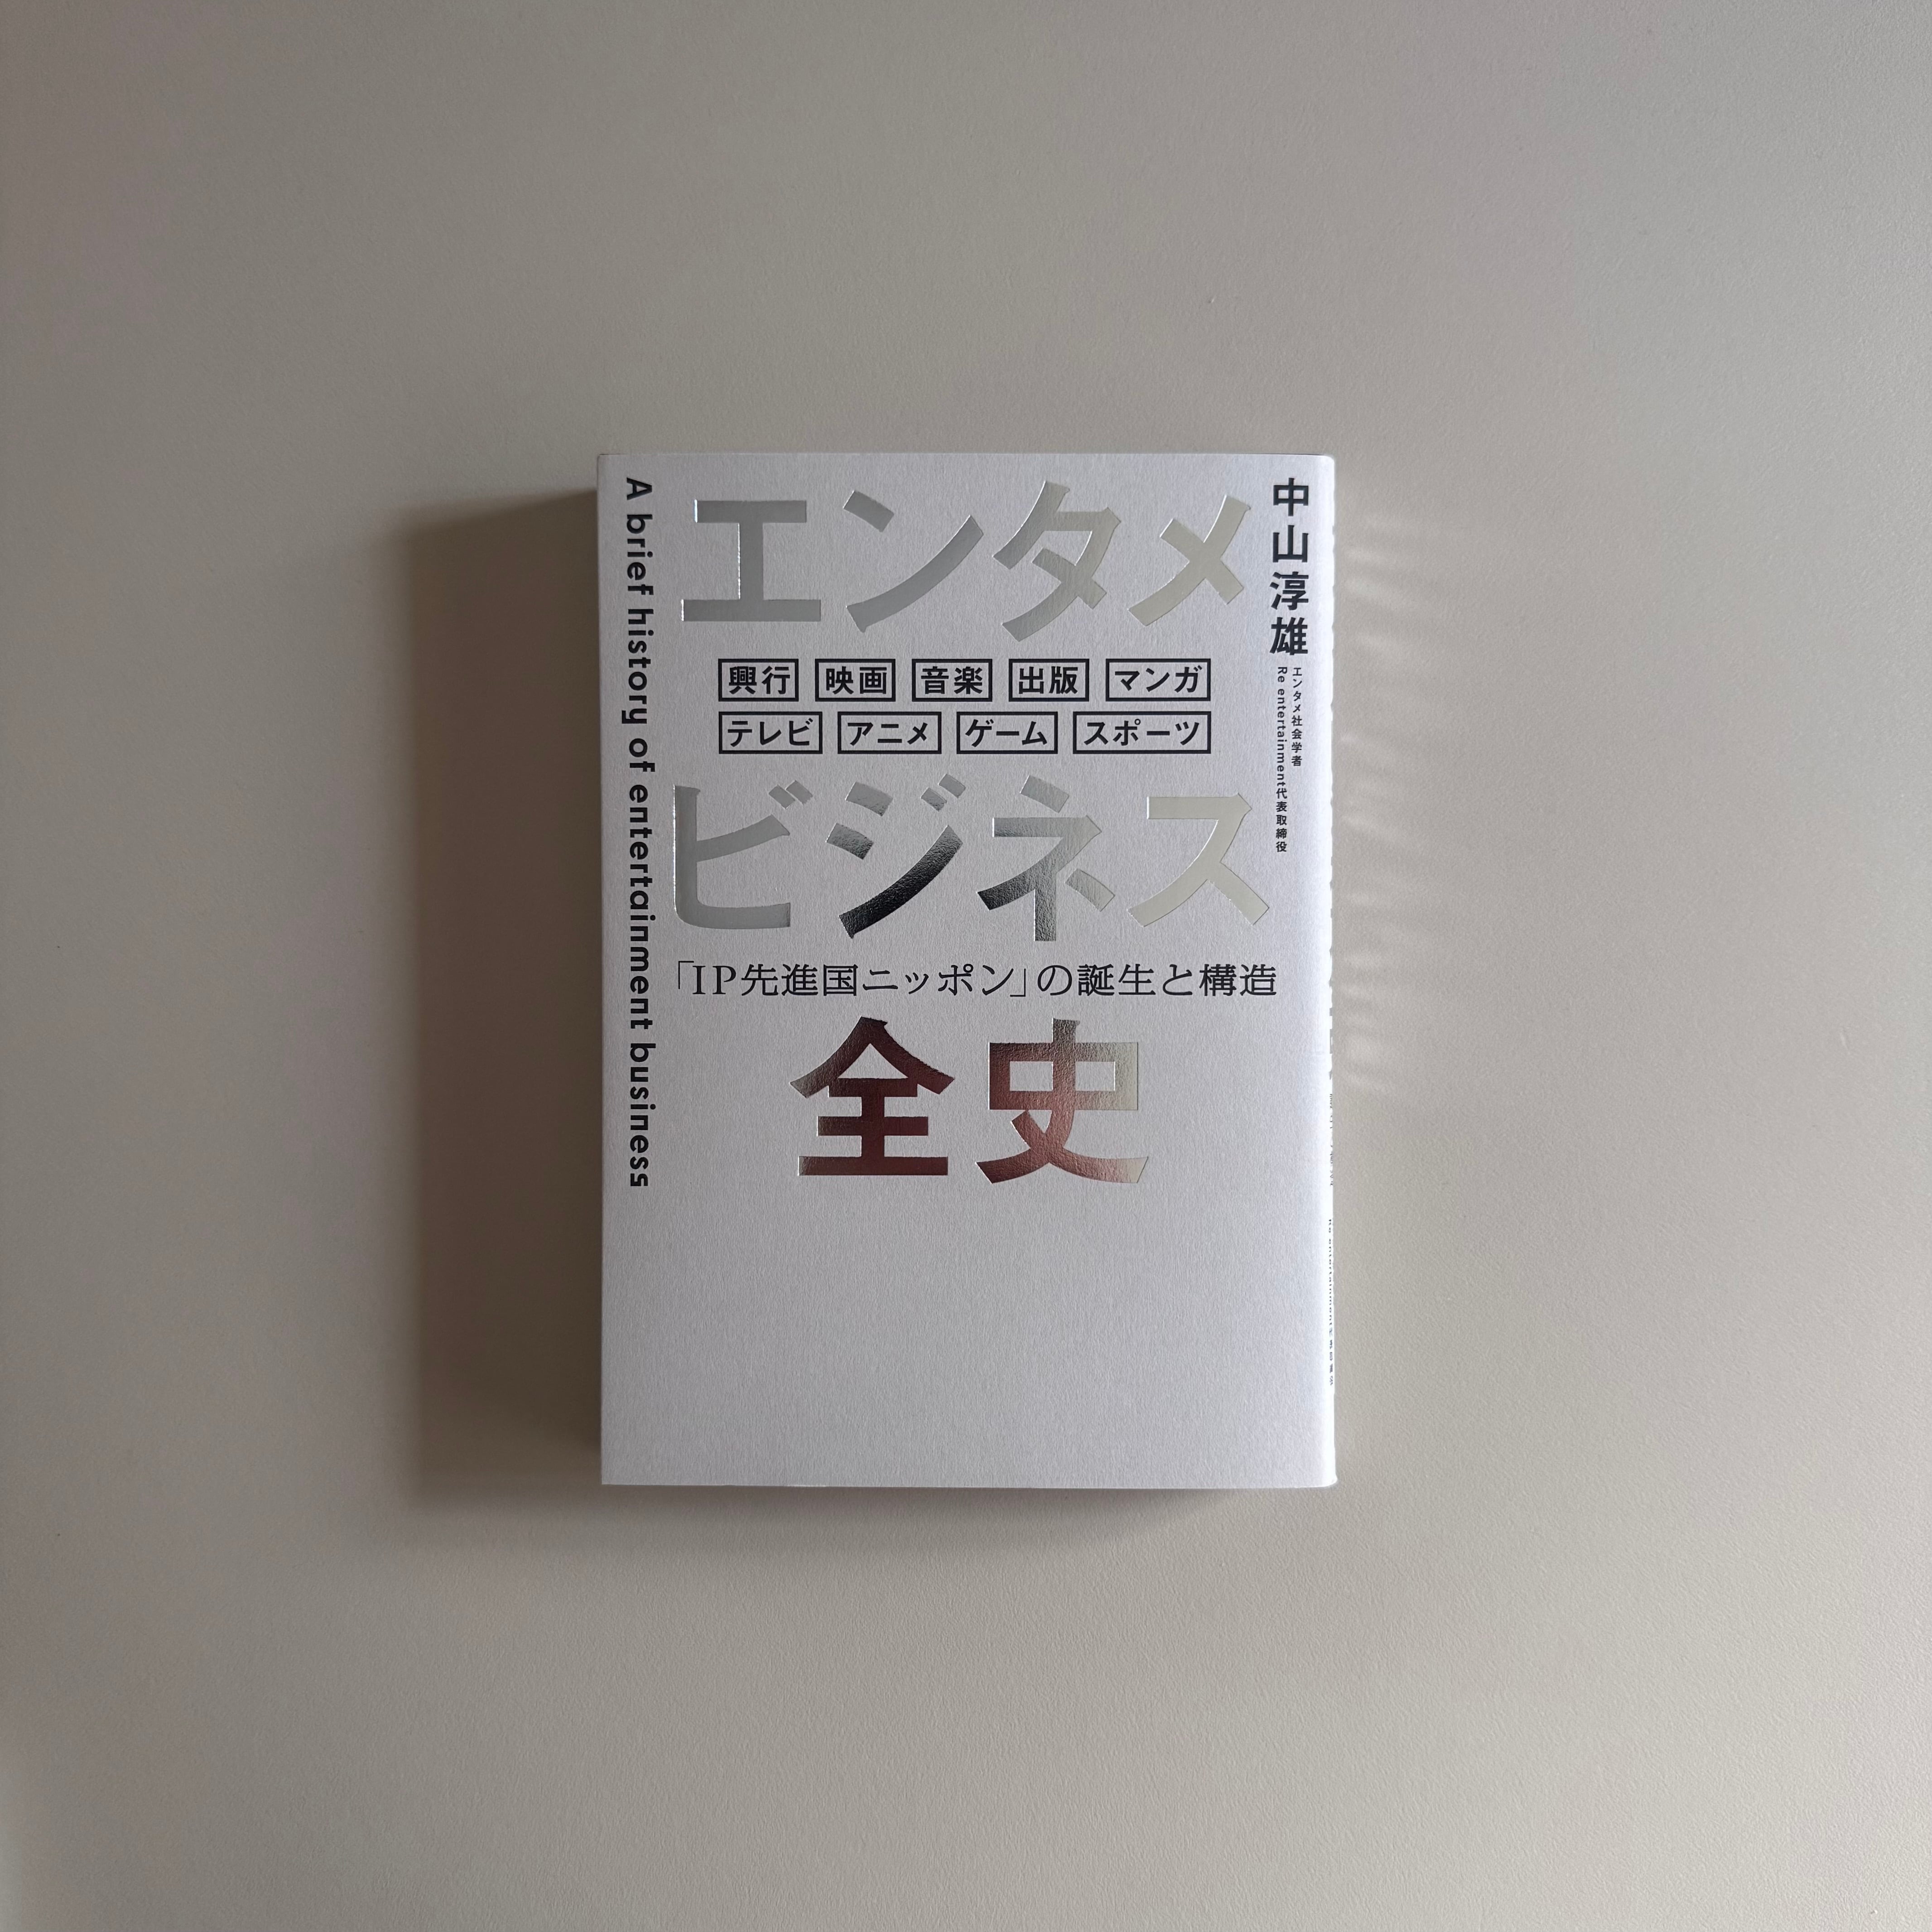 エンタメ
興行 映画 音楽 出版 マンガ
テレビ アニメ ゲーム スポーツ
ビジネス
「IP先進国ニッポン」の誕生と構造
全史
中山淳雄
エンタメ社会学者
Re entertainment代表取締役
A brief history of entertainment business